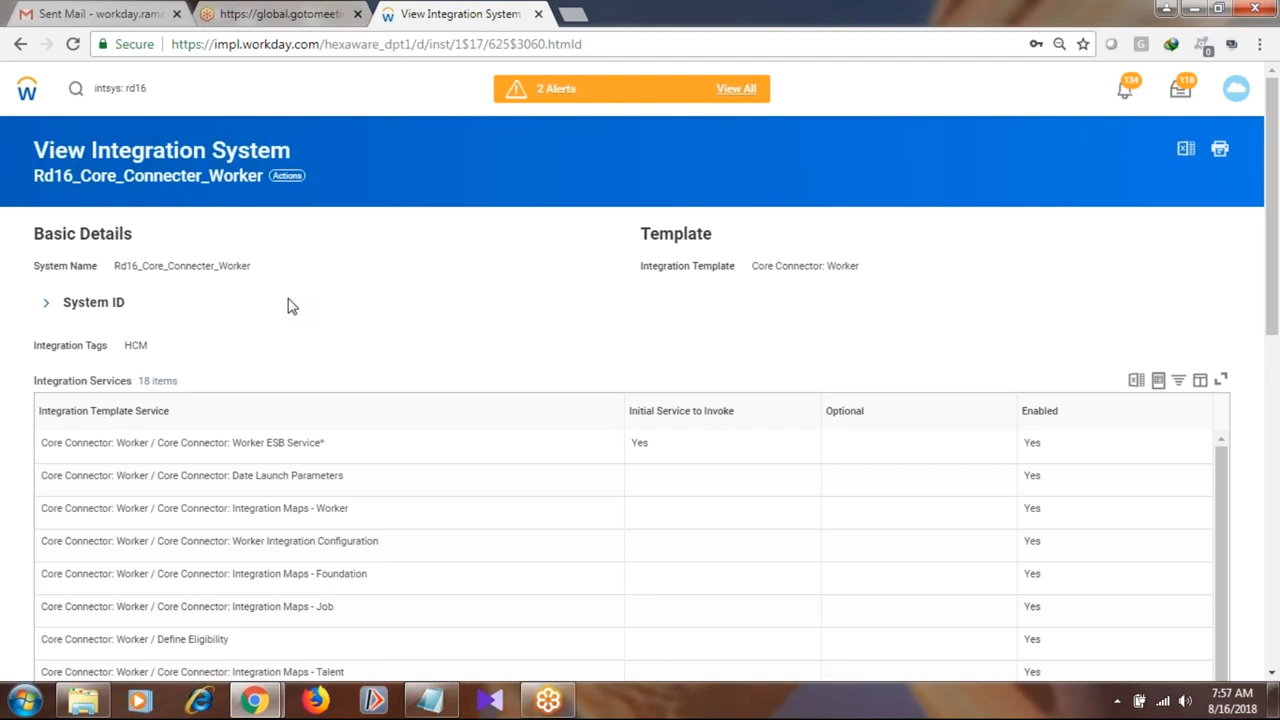 Sent Mail - workday.ram
https://global.gotomeeti
View Integration System
Secure
https://impl.workday.com/hexaware_dpt1/d/inst/1$17/625$3060.htmld
G
0
W
intsys: rd16
2 Alerts
View All
134
118
View Integration System
Rd16_Core_Connecter_Worker Actions
Basic Details
Template
System Name Rd16_Core_Connecter_Worker
Integration Template Core Connector: Worker
System ID
Integration Tags HCM
Integration Services 18 items
Integration Template Service Initial Service to Invoke Optional Enabled
Core Connector: Worker / Core Connector: Worker ESB Service* Yes Yes
Core Connector: Worker / Core Connector: Date Launch Parameters Yes
Core Connector: Worker / Core Connector: Integration Maps - Worker Yes
Core Connector: Worker / Core Connector: Worker Integration Configuration Yes
Core Connector: Worker / Core Connector: Integration Maps - Foundation Yes
Core Connector: Worker / Core Connector: Integration Maps - Job Yes
Core Connector: Worker / Define Eligibility Yes
Core Connector: Worker / Core Connector: Integration Maps - Talent Yes
7:57 AM
8/16/2018